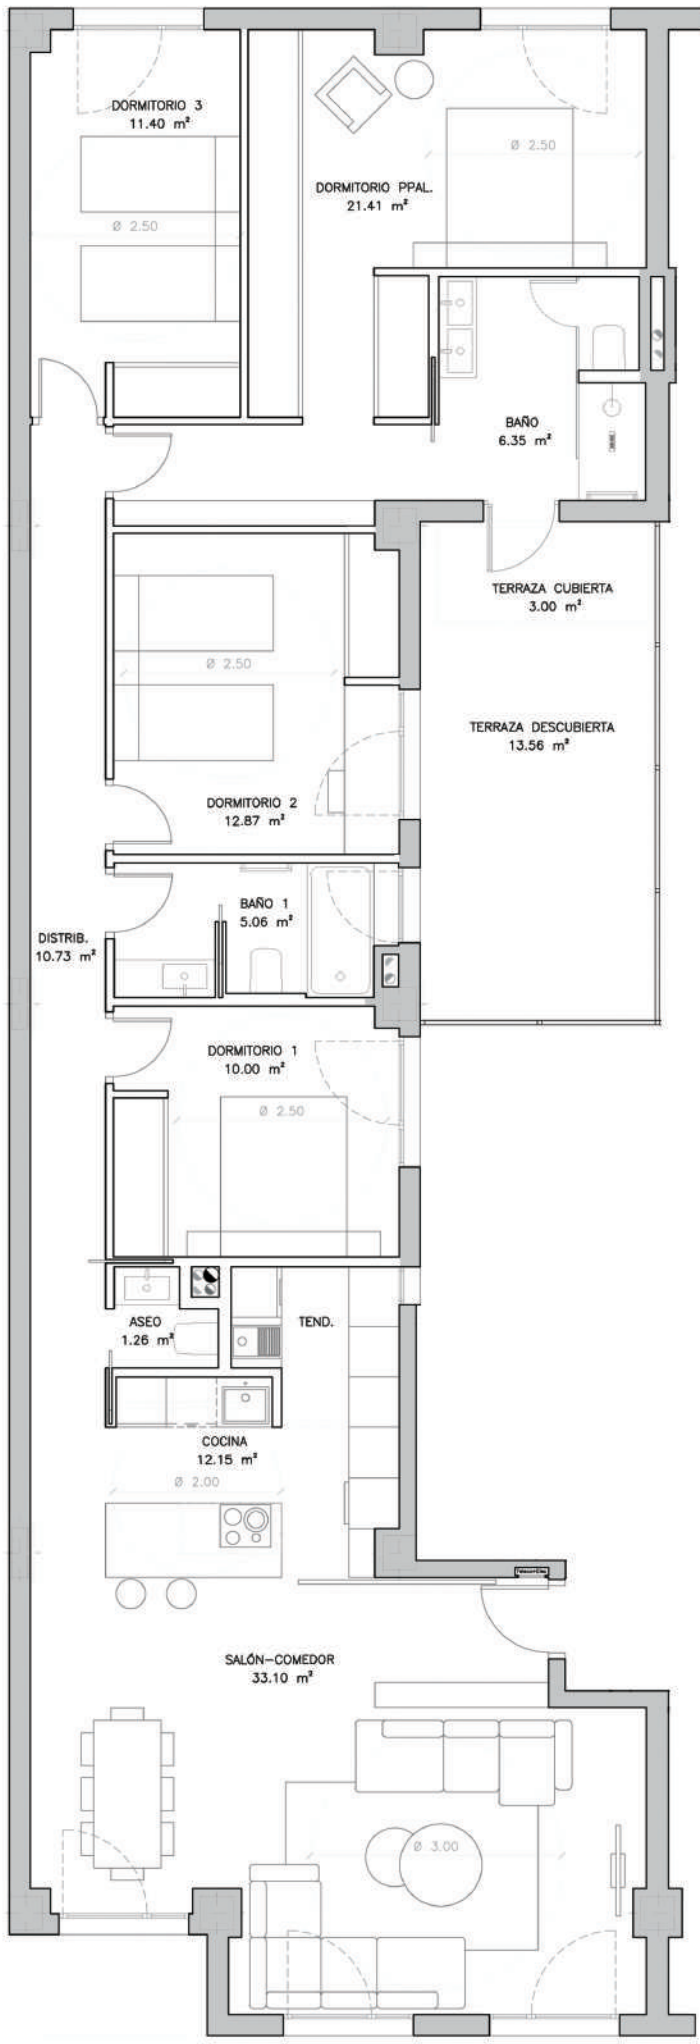 DORMITORIO 3
11.40 m²
Ø 2.50
DORMITORIO PPAL.
21.41 m²
Ø 2.50
BAÑO
6.35 m²
TERRAZA CUBIERTA
3.00 m²
Ø 2.50
TERRAZA DESCUBIERTA
13.56 m²
DORMITORIO 2
12.87 m²
BAÑO 1
5.06 m²
DISTRIB.
10.73 m²
DORMITORIO 1
10.00 m²
Ø 2.50
ASEO
1.26 m²
TEND.
COCINA
12.15 m²
Ø 2.00
SALÓN-COMEDOR
33.10 m²
Ø 3.00